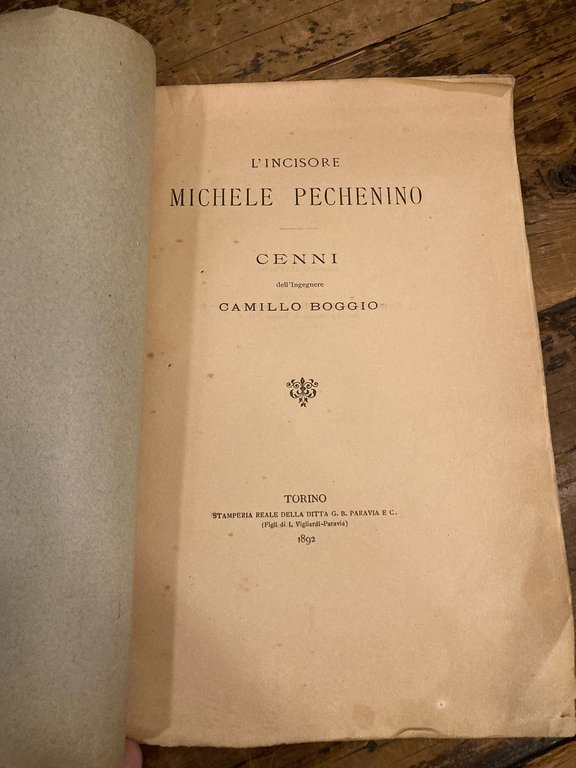 L'INCISORE
MICHELE PECHENINO
CENNI
dell'Ingegnere
CAMILLO BOGGIO
TORINO
STAMPERIA REALE DELLA DITTA G. B. PARAVIA E C.
(Figli di I. Vigliardi-Paravia)
1892